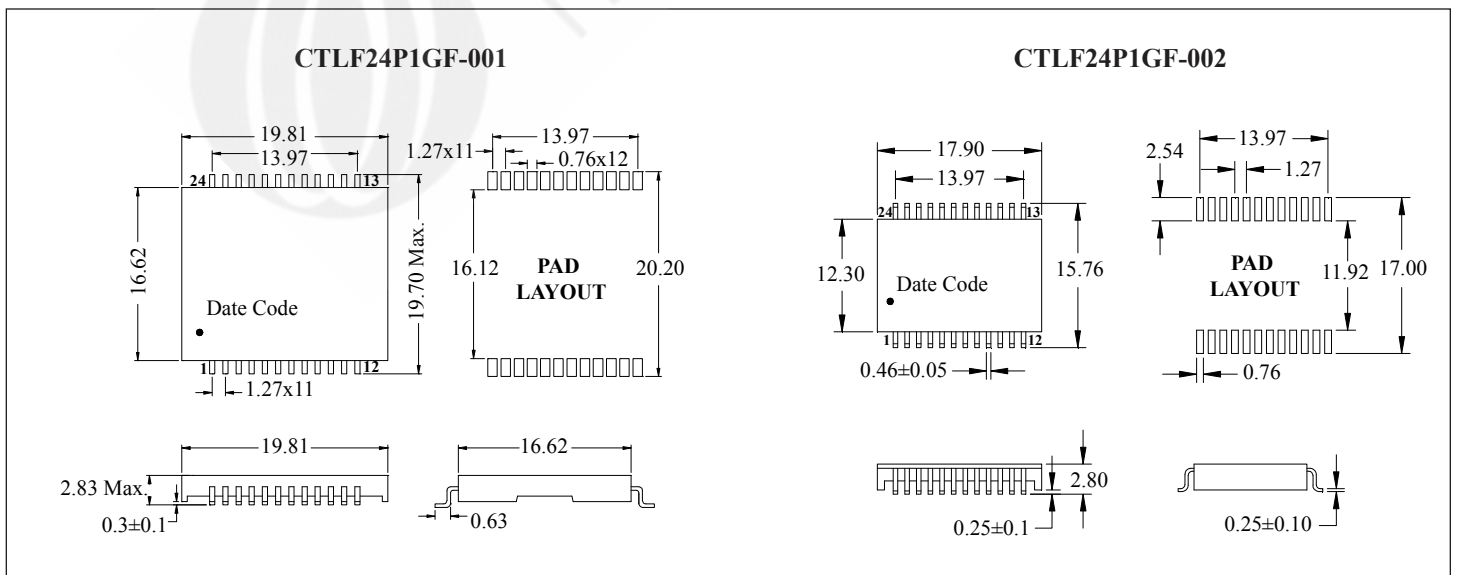 CTLF24P1GF-001
19.81
13.97
24
13
16.62
19.70 Max.
Date Code
1
12
1.27x11
13.97
1.27x11
0.76x12
16.12
PAD
LAYOUT
20.20
19.81
2.83 Max.
0.3±0.1
16.62
0.63
CTLF24P1GF-002
17.90
13.97
24
13
12.30
15.76
Date Code
1
12
0.46±0.05
13.97
2.54
1.27
PAD
LAYOUT
11.92
17.00
0.76
2.80
0.25±0.1
0.25±0.10